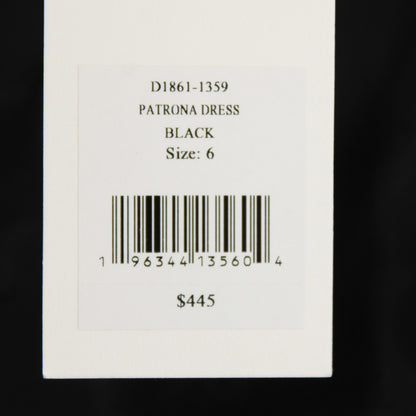 D1861-1359
PATRONA DRESS
BLACK
Size: 6
1 96344 13560 4
$445